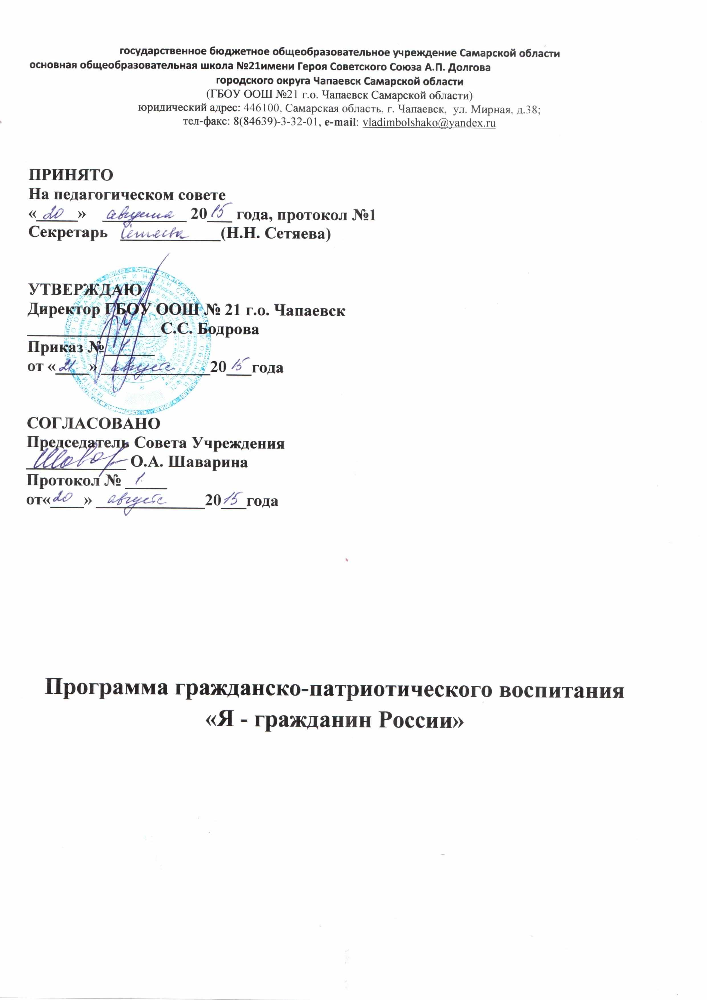 государственное бюджетное общеобразовательное учреждение Самарской области
основная общеобразовательная школа №21имени Героя Советского Союза А.П. Долгова
городского округа Чапаевск Самарской области
(ГБОУ ООШ №21 г.о. Чапаевск Самарской области)
юридический адрес: 446100, Самарская область, г. Чапаевск, ул. Мирная, д.38;
тел-факс: 8(84639)-3-32-01, e-mail: vladimbolshako@yandex.ru
ПРИНЯТО
На педагогическом совете
«20» августа 2015 года, протокол №1
Секретарь Сетяева (Н.Н. Сетяева)
УТВЕРЖДАЮ
Директор ГБОУ ООШ № 21 г.о. Чапаевск
С.С. Бодрова
Приказ № 1
от «21» августа 2015 года
СОГЛАСОВАНО
Председатель Совета Учреждения
Шавар О.А. Шаварина
Протокол № 1.
от«20» августа 2015 года
Программа гражданско-патриотического воспитания
«Я - гражданин России»